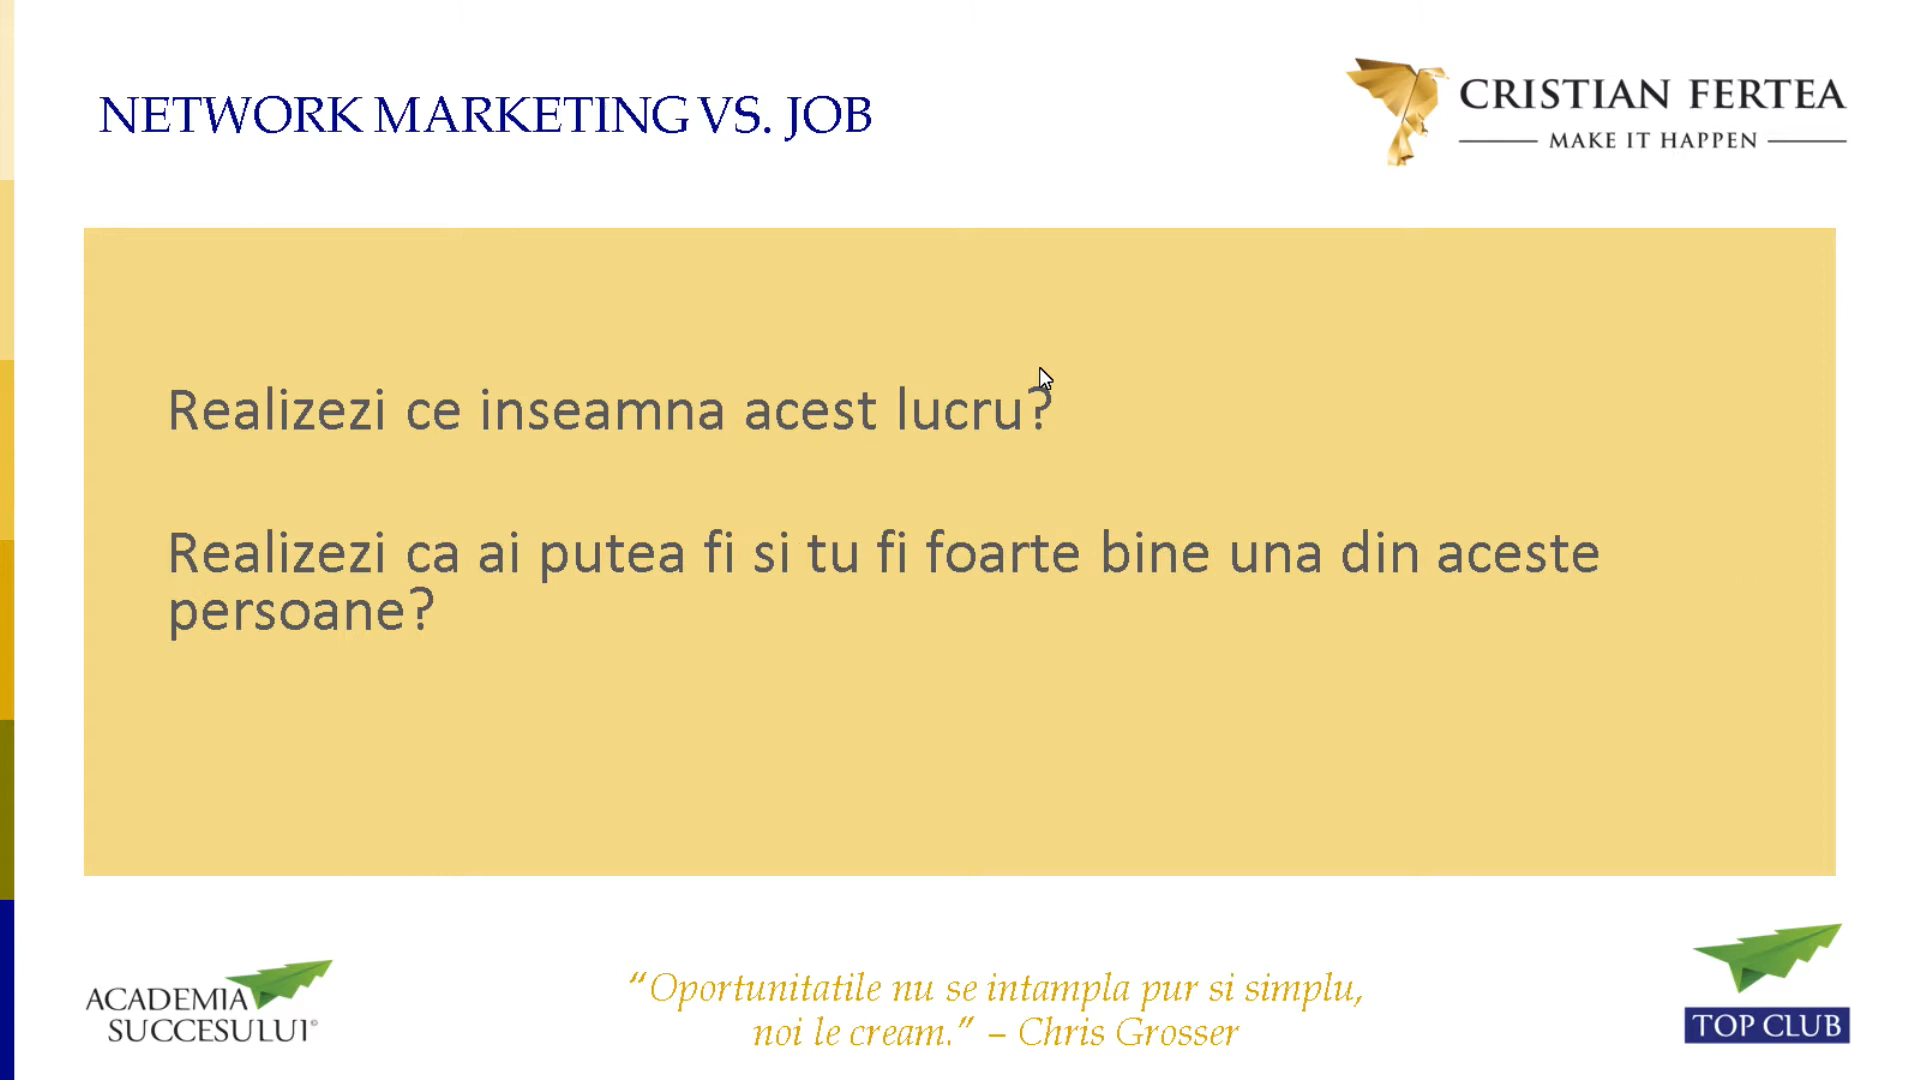 NETWORK MARKETING VS. JOB
CRISTIAN FERTEA
MAKE IT HAPPEN
Realizezi ce inseamna acest lucru?
Realizezi ca ai putea fi si tu fi foarte bine una din aceste
persoane?
ACADEMIA
SUCCESULUI©
“Oportunitatile nu se intampla pur si simplu,
noi le cream.” – Chris Grosser
TOP CLUB